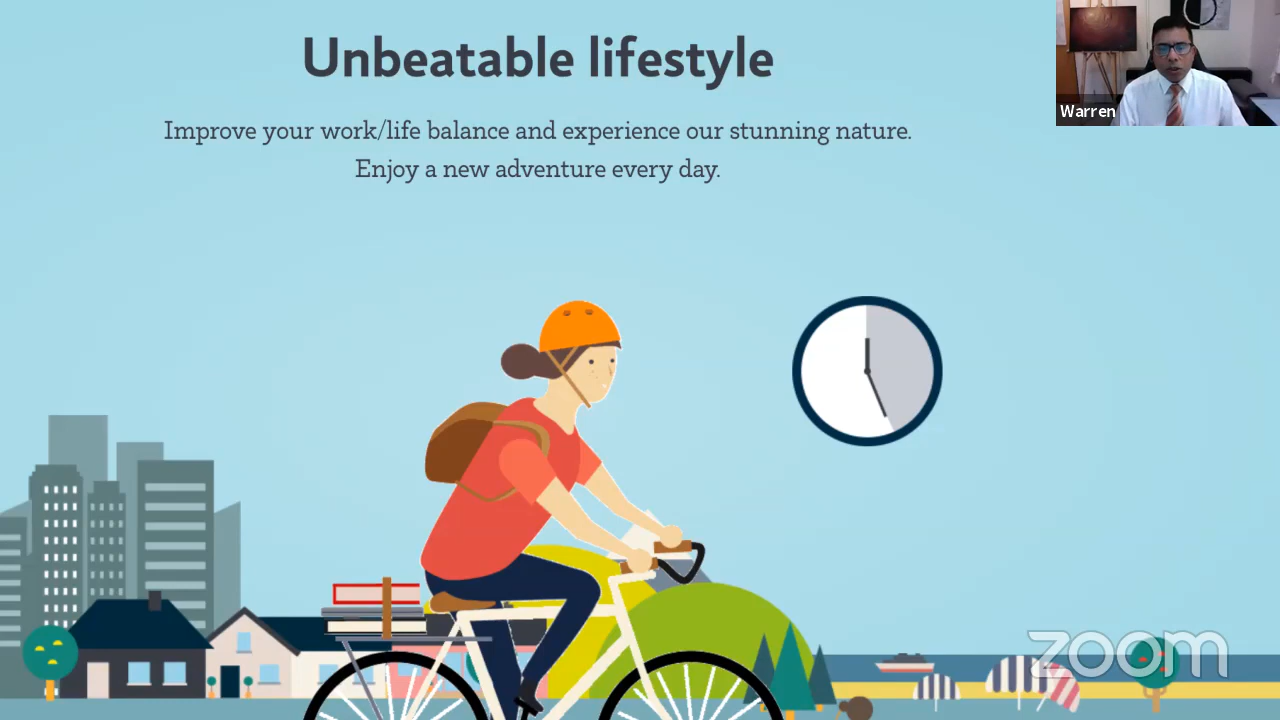 Unbeatable lifestyle
Improve your work/life balance and experience our stunning nature.
Enjoy a new adventure every day.
Warren
zoom